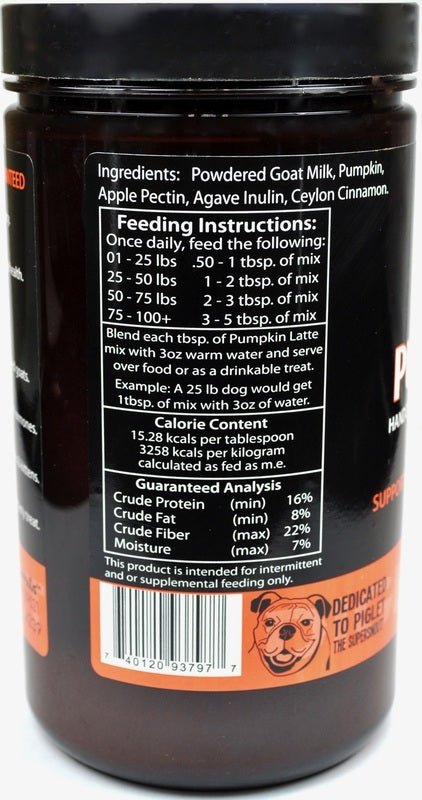 Ingredients: Powdered Goat Milk, Pumpkin,
Apple Pectin, Agave Inulin, Ceylon Cinnamon.
Feeding Instructions:
Once daily, feed the following:
01 - 25 lbs .50 - 1 tbsp. of mix
25 - 50 lbs 1 - 2 tbsp. of mix
50 - 75 lbs 2 - 3 tbsp. of mix
75 - 100+ 3 - 5 tbsp. of mix
Blend each tbsp. of Pumpkin Latte
mix with 3oz warm water and serve
over food or as a drinkable treat.
Example: A 25 lb dog would get
1tbsp. of mix with 3oz of water.
Calorie Content
15.28 kcals per tablespoon
3258 kcals per kilogram
calculated as fed as m.e.
Guaranteed Analysis
Crude Protein (min) 16%
Crude Fat (min) 8%
Crude Fiber (max) 22%
Moisture (max) 7%
This product is intended for intermittent
and or supplemental feeding only.
7 40120 93797 7
DEDICATED
TO PIGLET
THE SUPERSNOOT